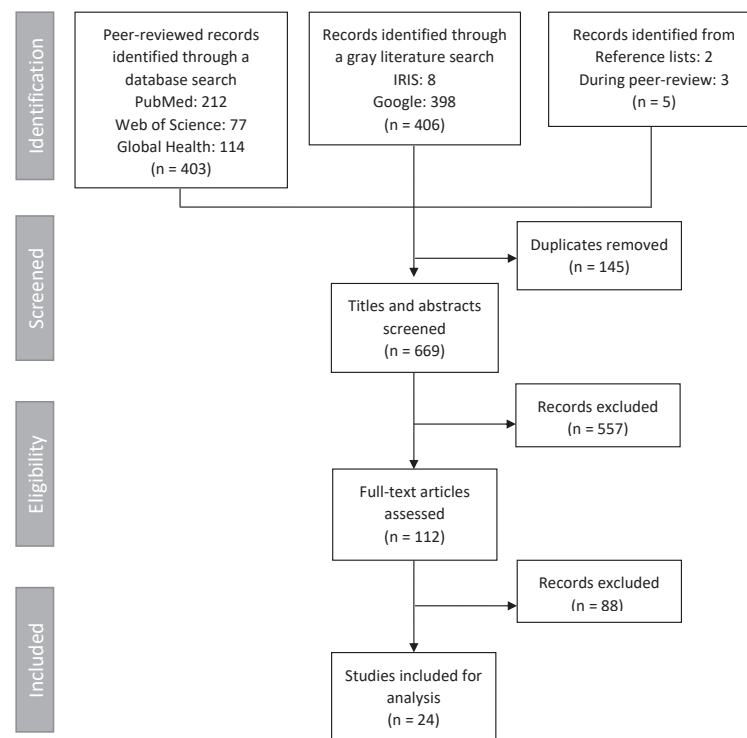 Identification
Peer-reviewed records
identified through a
database search
PubMed: 212
Web of Science: 77
Global Health: 114
(n = 403)
Records identified through
a gray literature search
IRIS: 8
Google: 398
(n = 406)
Records identified from
Reference lists: 2
During peer-review: 3
(n = 5)
Screened
Duplicates removed
(n = 145)
Titles and abstracts
screened
(n = 669)
Eligibility
Records excluded
(n = 557)
Full-text articles
assessed
(n = 112)
Included
Records excluded
(n = 88)
Studies included for
analysis
(n = 24)